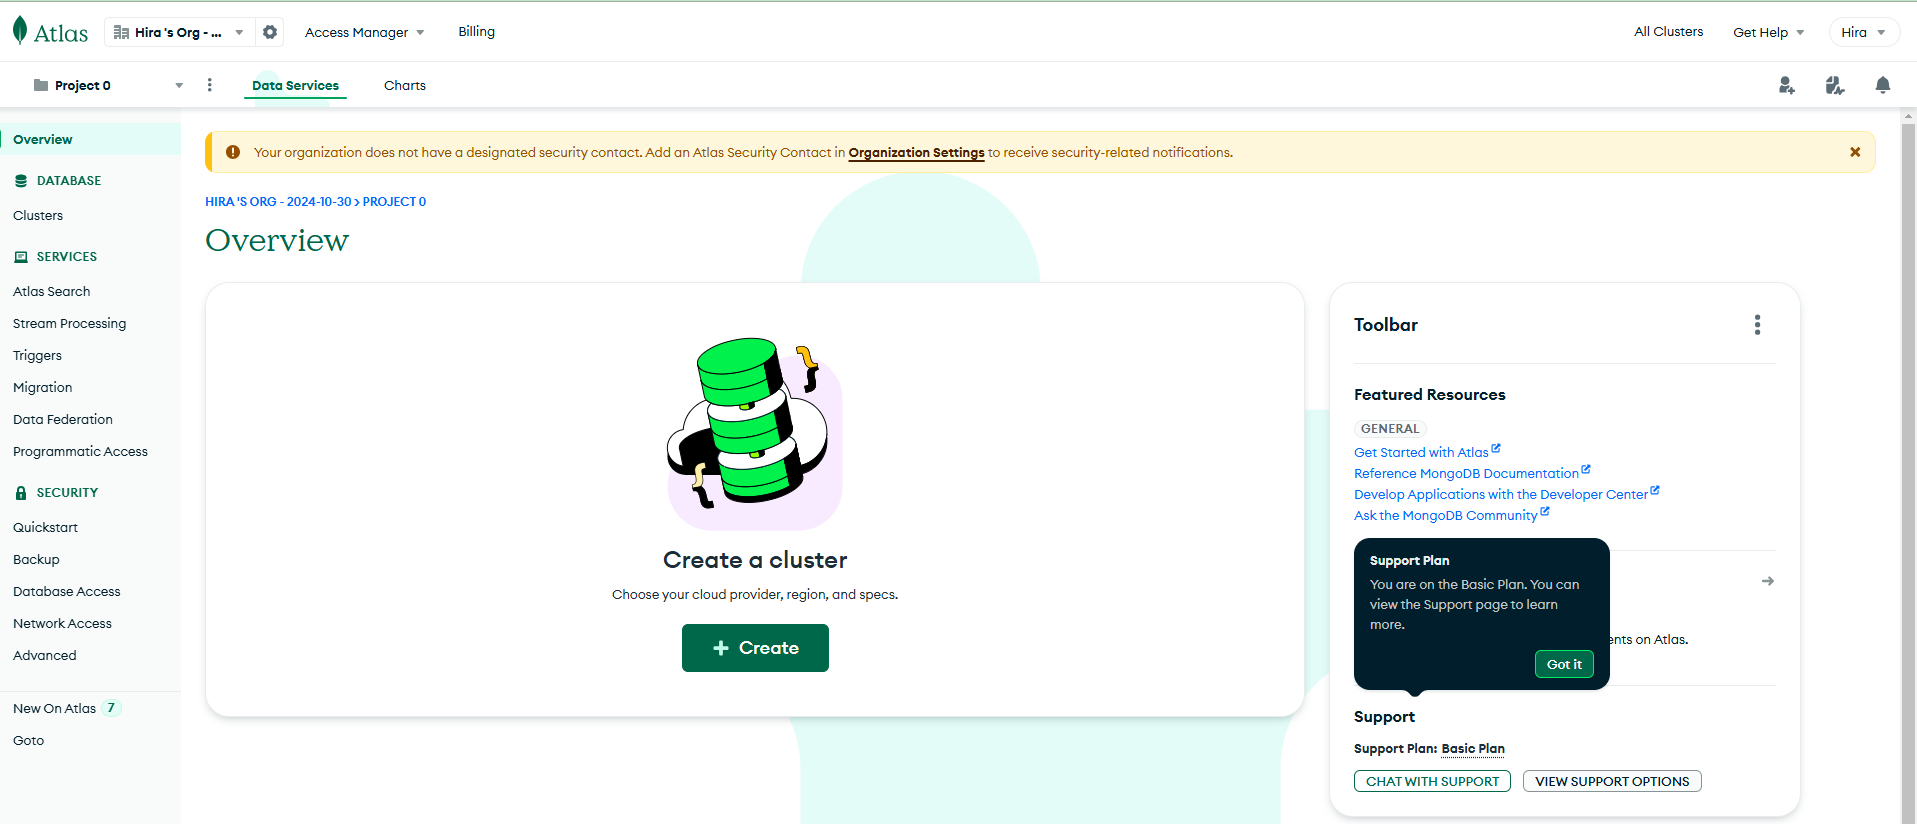 Atlas
Hira 's Org - ...
Access Manager
Billing
All Clusters
Get Help
Hira
Project 0
Data Services
Charts
Overview
DATABASE
Clusters
SERVICES
Atlas Search
Stream Processing
Triggers
Migration
Data Federation
Programmatic Access
SECURITY
Quickstart
Backup
Database Access
Network Access
Advanced
New On Atlas 7
Goto
Your organization does not have a designated security contact. Add an Atlas Security Contact in Organization Settings to receive security-related notifications.
HIRA 'S ORG - 2024-10-30 > PROJECT 0
Overview
Create a cluster
Choose your cloud provider, region, and specs.
+ Create
Toolbar
Featured Resources
GENERAL
Get Started with Atlas
Reference MongoDB Documentation
Develop Applications with the Developer Center
Ask the MongoDB Community
Support Plan
You are on the Basic Plan. You can
view the Support page to learn
more.
Got it
on Atlas.
Support
Support Plan: Basic Plan
CHAT WITH SUPPORT
VIEW SUPPORT OPTIONS